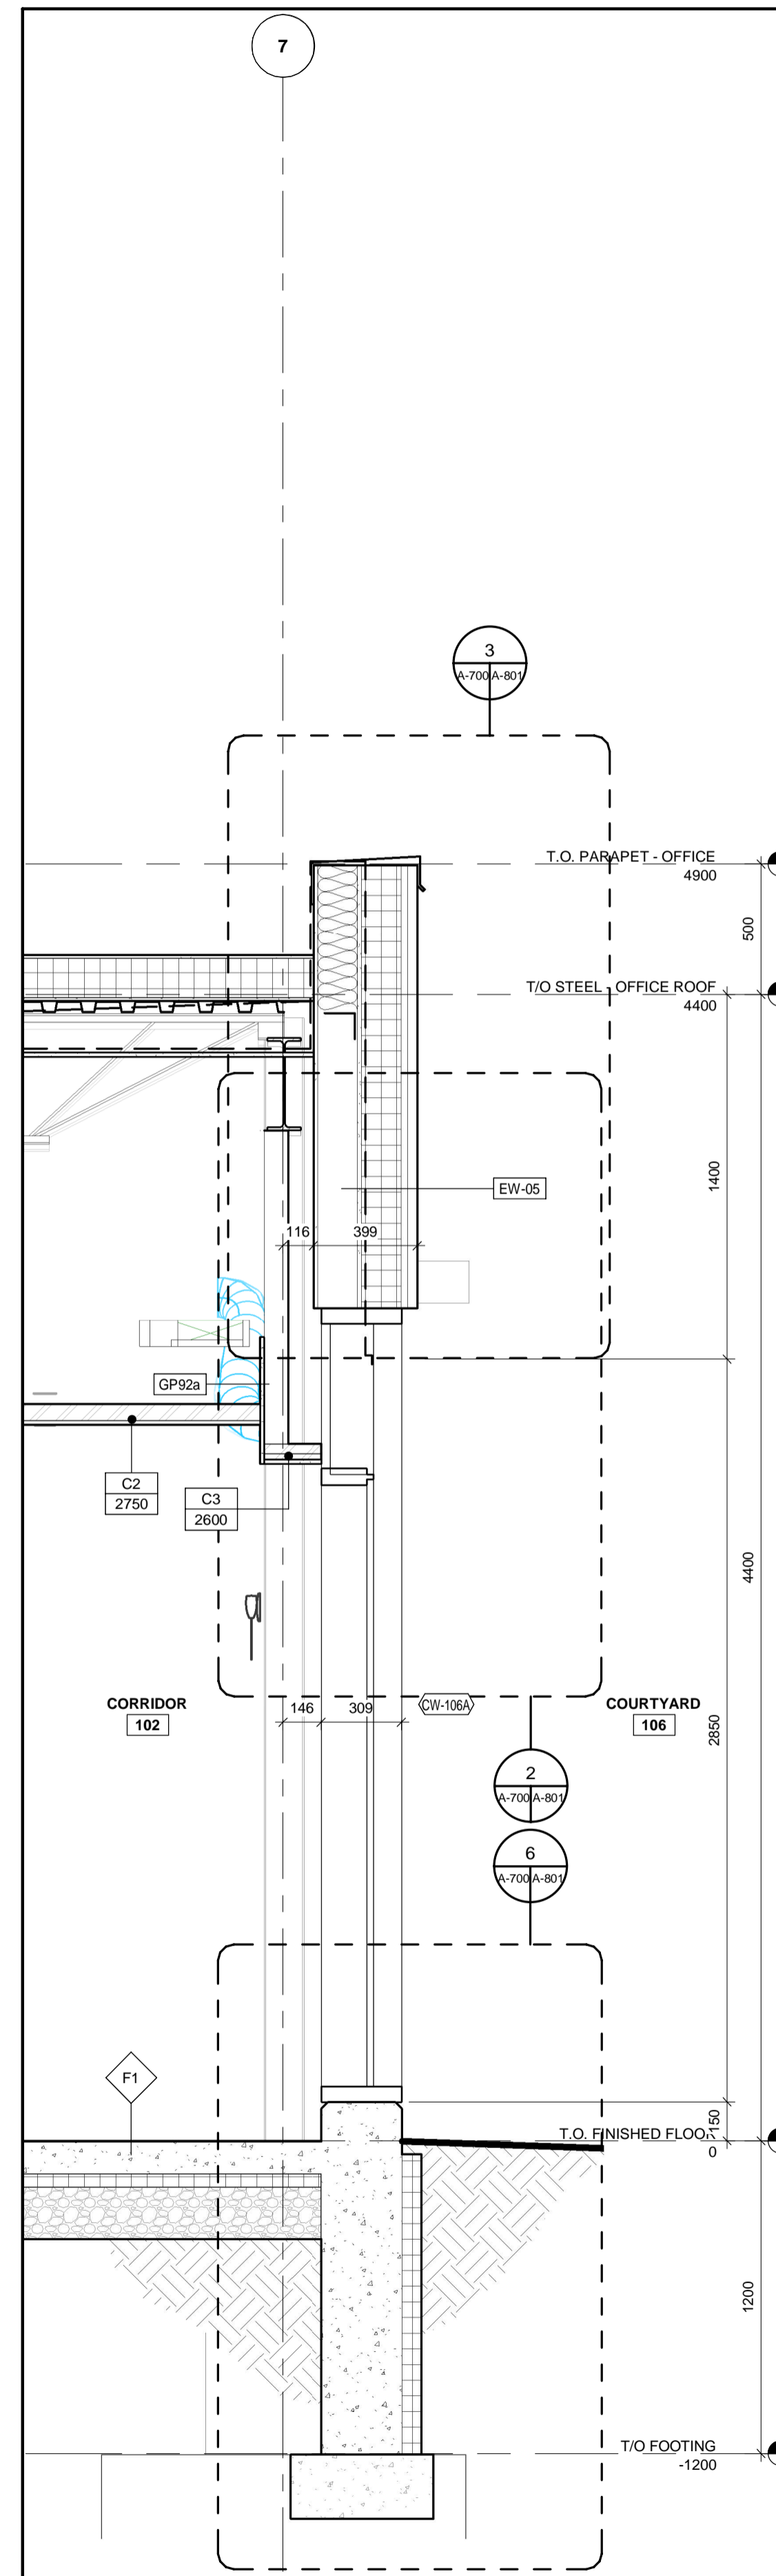 7
3
A-700 A-801
T.O. PARAPET - OFFICE
4900
500
T/O STEEL - OFFICE ROOF
4400
1400
EW-05
116 399
GP92a
C2
2750
C3
2600
4400
CORRIDOR
102
146 309
CW-106A
COURTYARD
106
2850
2
A-700 A-801
6
A-700 A-801
F1
150
T.O. FINISHED FLOOR
0
1200
T/O FOOTING
-1200